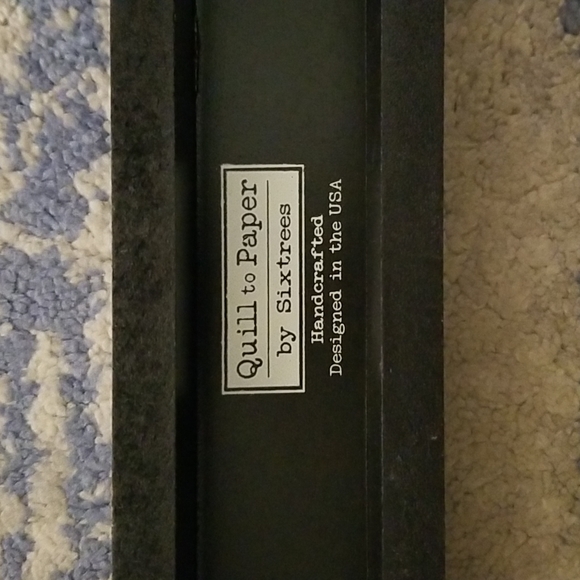 Quill to Paper
by Sixtrees
Handcrafted
Designed in the USA